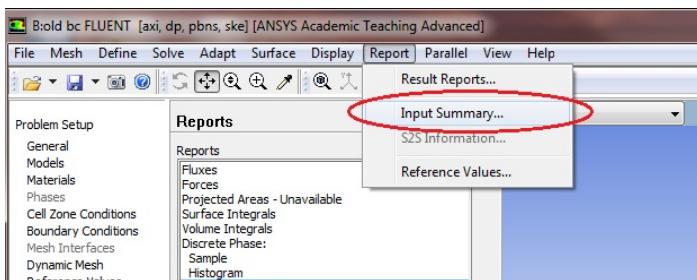 B:old bc FLUENT [axi, dp, pbns, ske] [ANSYS Academic Teaching Advanced]
File Mesh Define Solve Adapt Surface Display Report Parallel View Help
Result Reports...
Input Summary...
S2S Information...
Reference Values...
Problem Setup
General
Models
Materials
Phases
Cell Zone Conditions
Boundary Conditions
Mesh Interfaces
Dynamic Mesh
Reference Values
Reports
Reports
Fluxes
Forces
Projected Areas - Unavailable
Surface Integrals
Volume Integrals
Discrete Phase:
Sample
Histogram